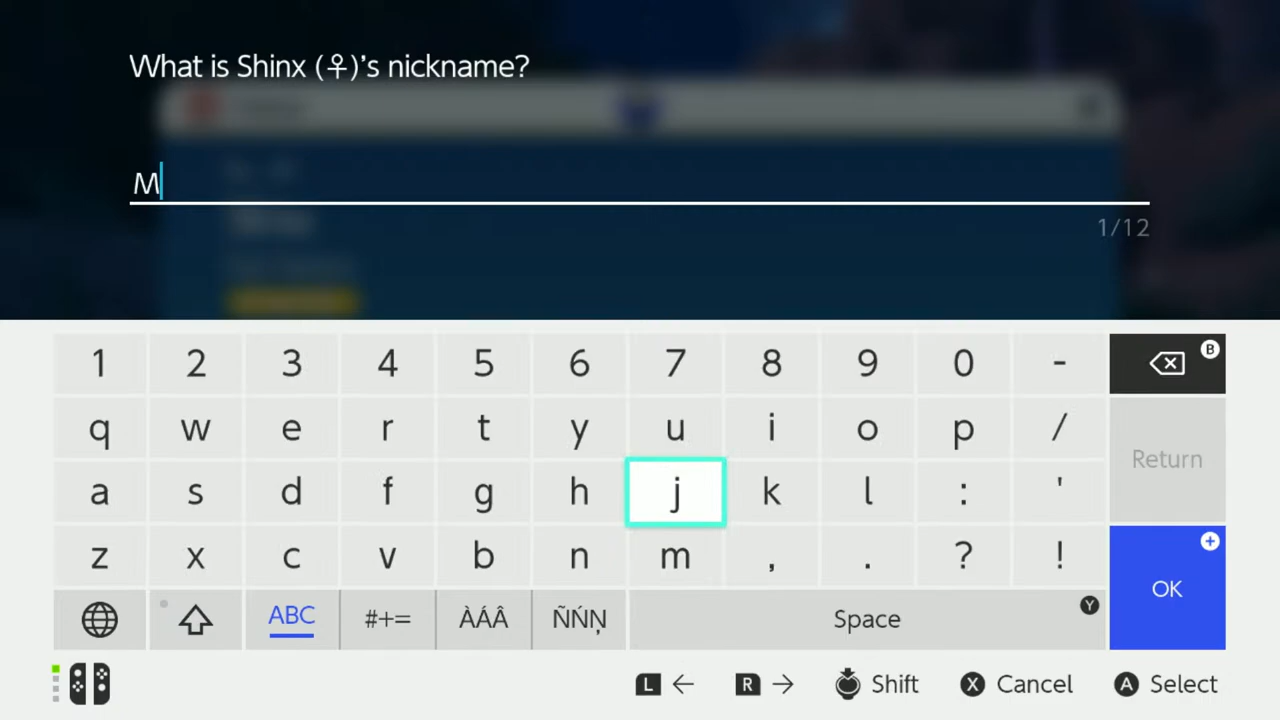 What is Shinx (♀)'s nickname?
M
1/12
1 2 3 4 5 6 7 8 9 0 - B
q w e r t y u i o p / Return
a s d f g h j k l : '
z x c v b n m , . ? ! + OK
ABC #+= ÀÁÂ ÑŃŅ Space Y
L ← R → Shift X Cancel A Select